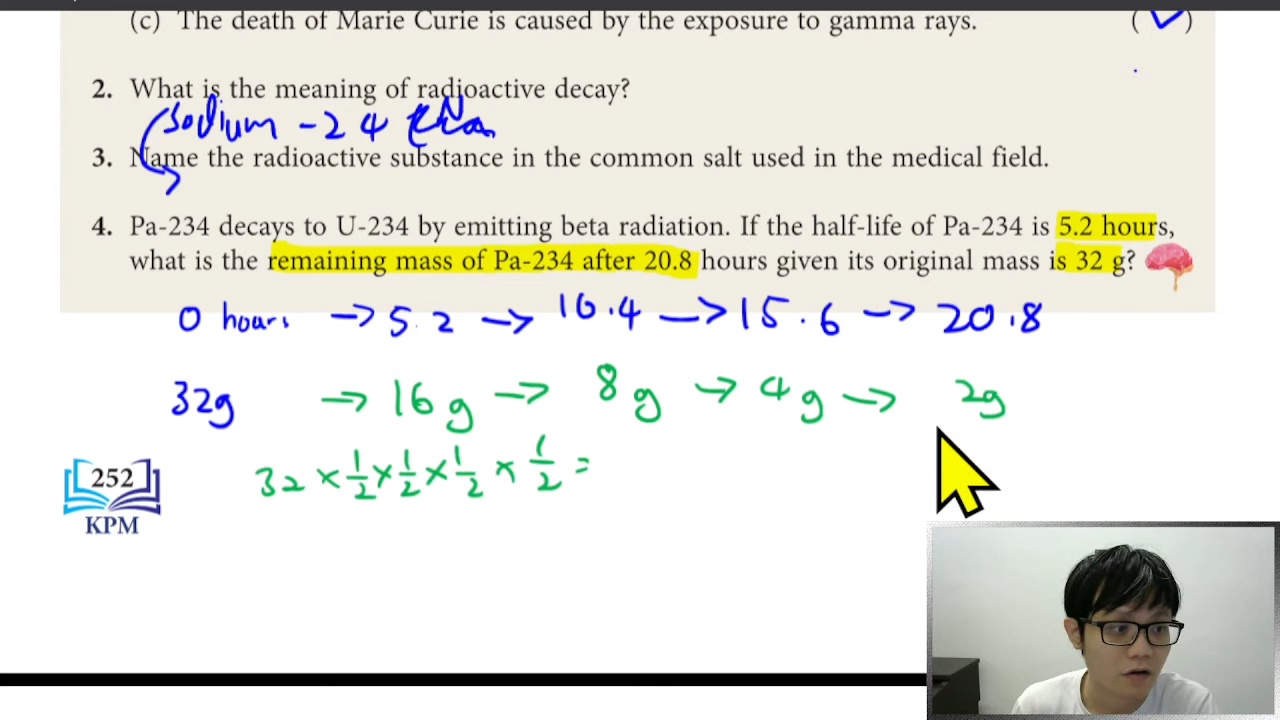 (c) The death of Marie Curie is caused by the exposure to gamma rays. (✓)
2. What is the meaning of radioactive decay?
sodium -24 Na
3. Name the radioactive substance in the common salt used in the medical field.
4. Pa-234 decays to U-234 by emitting beta radiation. If the half-life of Pa-234 is 5.2 hours,
what is the remaining mass of Pa-234 after 20.8 hours given its original mass is 32 g?
0 hours → 5.2 → 10.4 → 15.6 → 20.8
32g → 16g → 8g → 4g → 2g
32 × 1/2 × 1/2 × 1/2 × 1/2 =
252
KPM